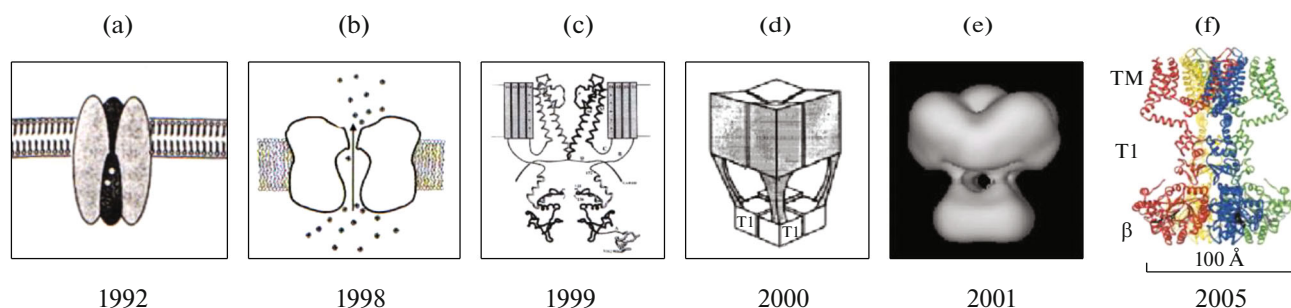 (a) (b) (c) (d) (e) (f)
TM
T1
β
T1 T1
100 Å
1992 1998 1999 2000 2001 2005